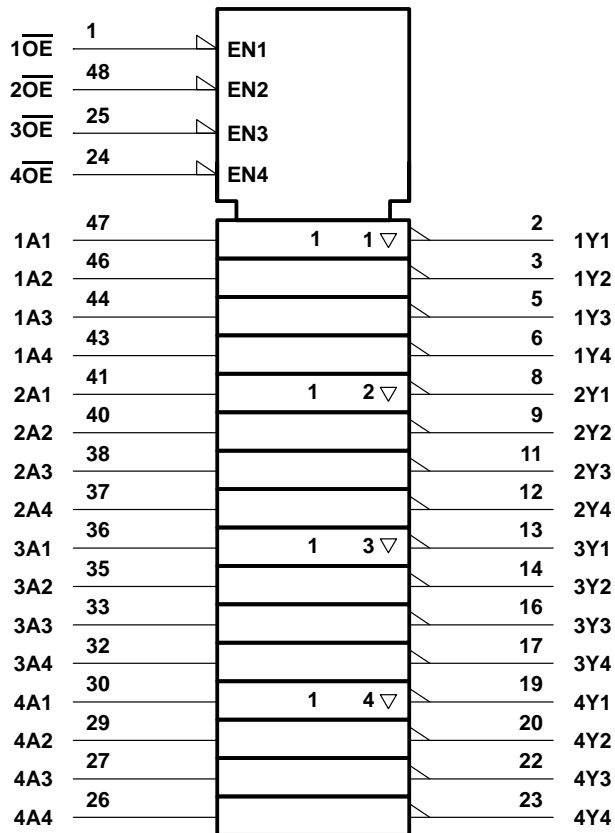 1O̅E̅ 1 EN1
2O̅E̅ 48 EN2
3O̅E̅ 25 EN3
4O̅E̅ 24 EN4
1A1 47 1 1 ▽ 2 1Y1
1A2 46 3 1Y2
1A3 44 5 1Y3
1A4 43 6 1Y4
2A1 41 1 2 ▽ 8 2Y1
2A2 40 9 2Y2
2A3 38 11 2Y3
2A4 37 12 2Y4
3A1 36 1 3 ▽ 13 3Y1
3A2 35 14 3Y2
3A3 33 16 3Y3
3A4 32 17 3Y4
4A1 30 1 4 ▽ 19 4Y1
4A2 29 20 4Y2
4A3 27 22 4Y3
4A4 26 23 4Y4